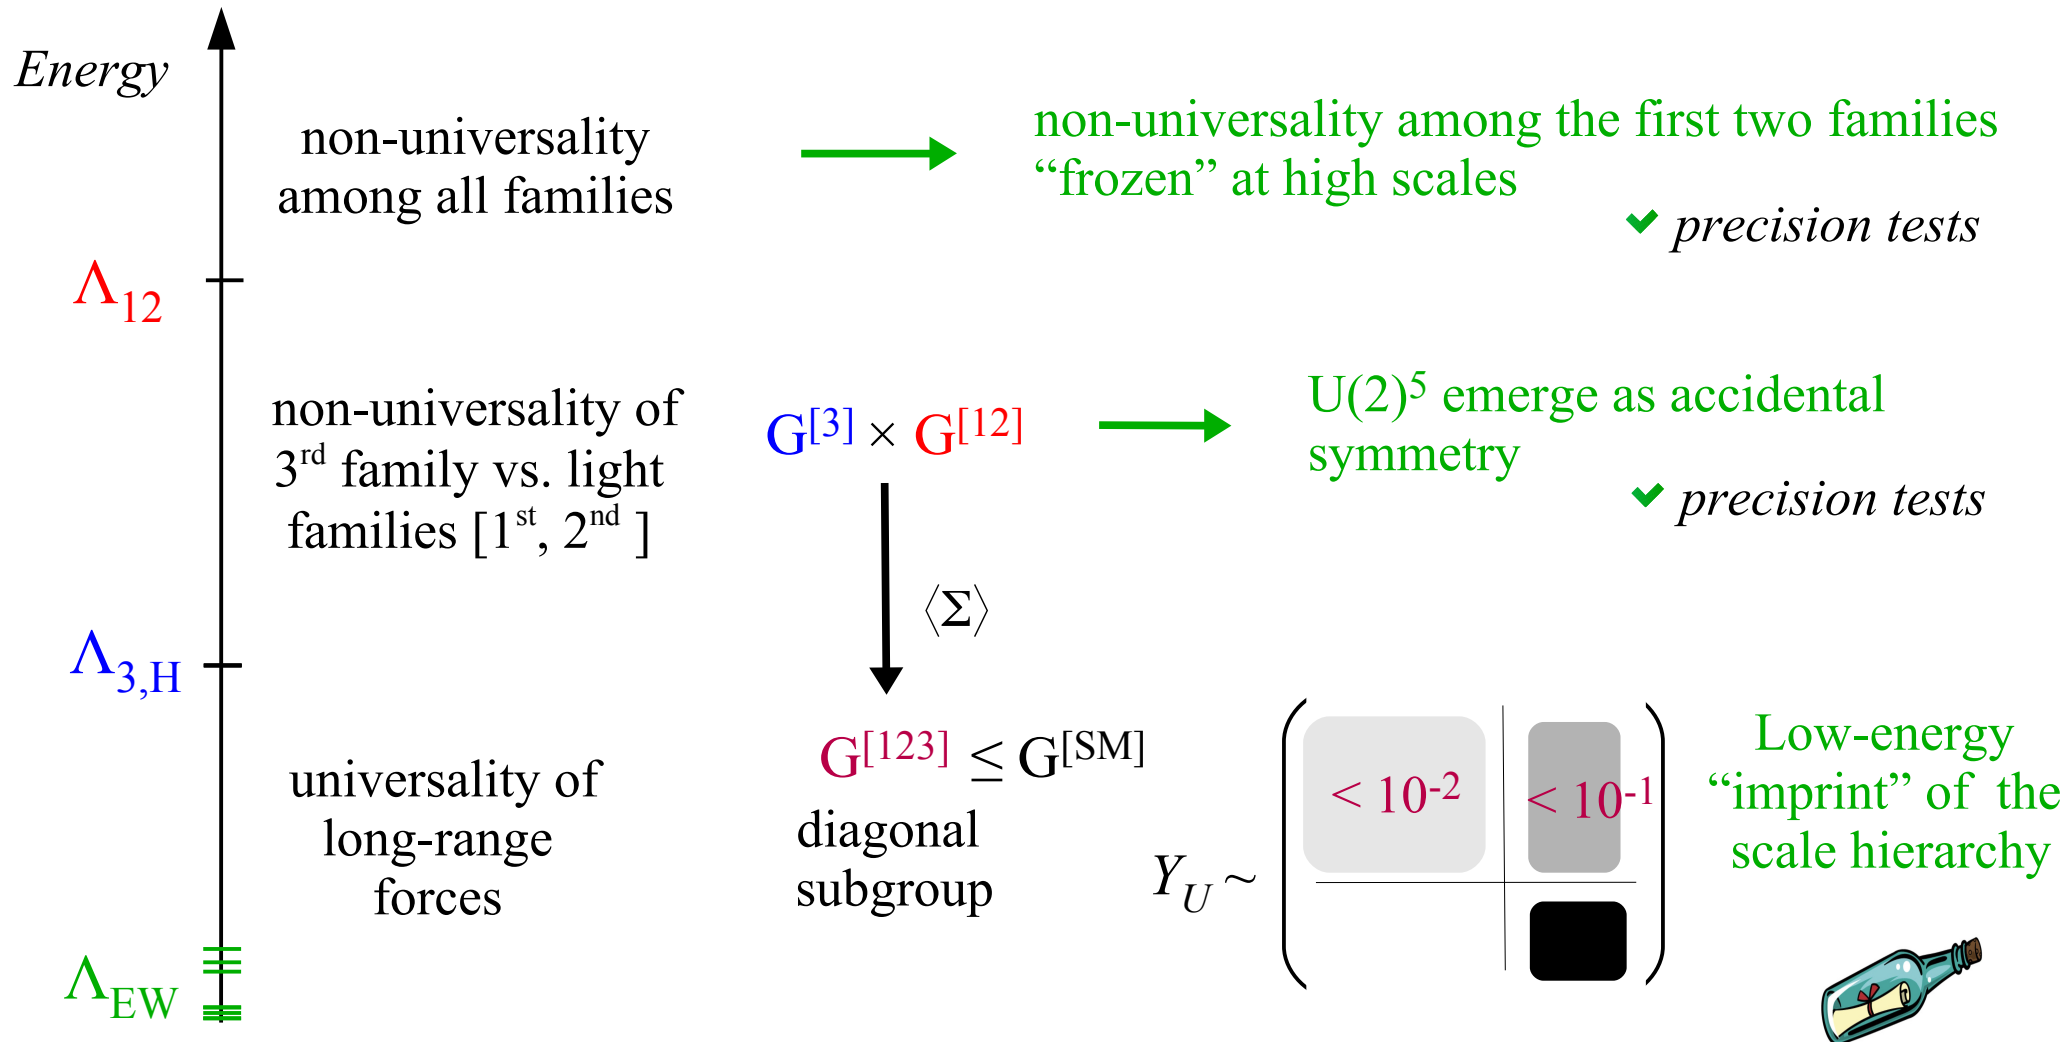 Energy
non-universality
among all families
non-universality among the first two families
“frozen” at high scales
✔ precision tests
Λ₁₂
non-universality of
3ʳᵈ family vs. light
families [1ˢᵗ, 2ⁿᵈ ]
G^[3] × G^[12]
U(2)⁵ emerge as accidental
symmetry
✔ precision tests
⟨Σ⟩
Λ_3,H
universality of
long-range
forces
G^[123] ≤ G^[SM]
diagonal
subgroup
Y_U ~
< 10⁻² < 10⁻¹
Low-energy
“imprint” of the
scale hierarchy
Λ_EW